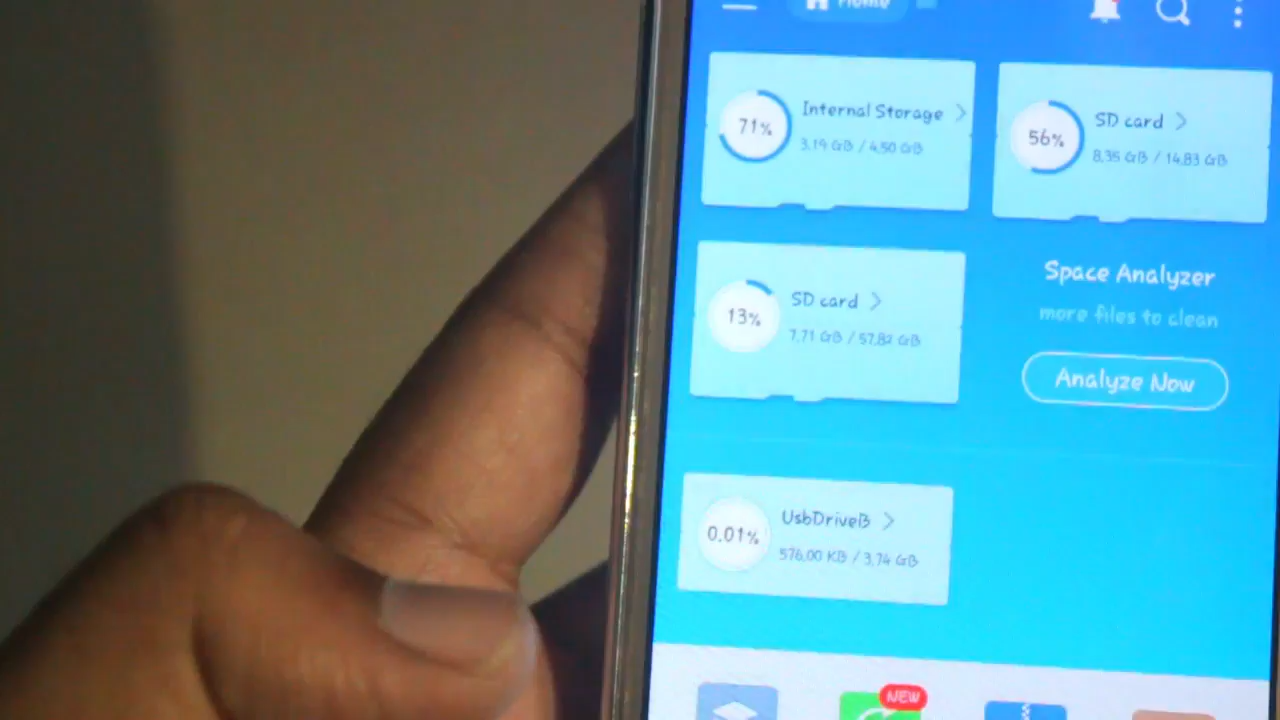 Home
71%
Internal Storage
3.19 GB / 4.50 GB
56%
SD card
8.35 GB / 14.83 GB
13%
SD card
7.71 GB / 57.82 GB
Space Analyzer
more files to clean
Analyze Now
0.01%
UsbDriveB
576.00 KB / 3.74 GB
NEW